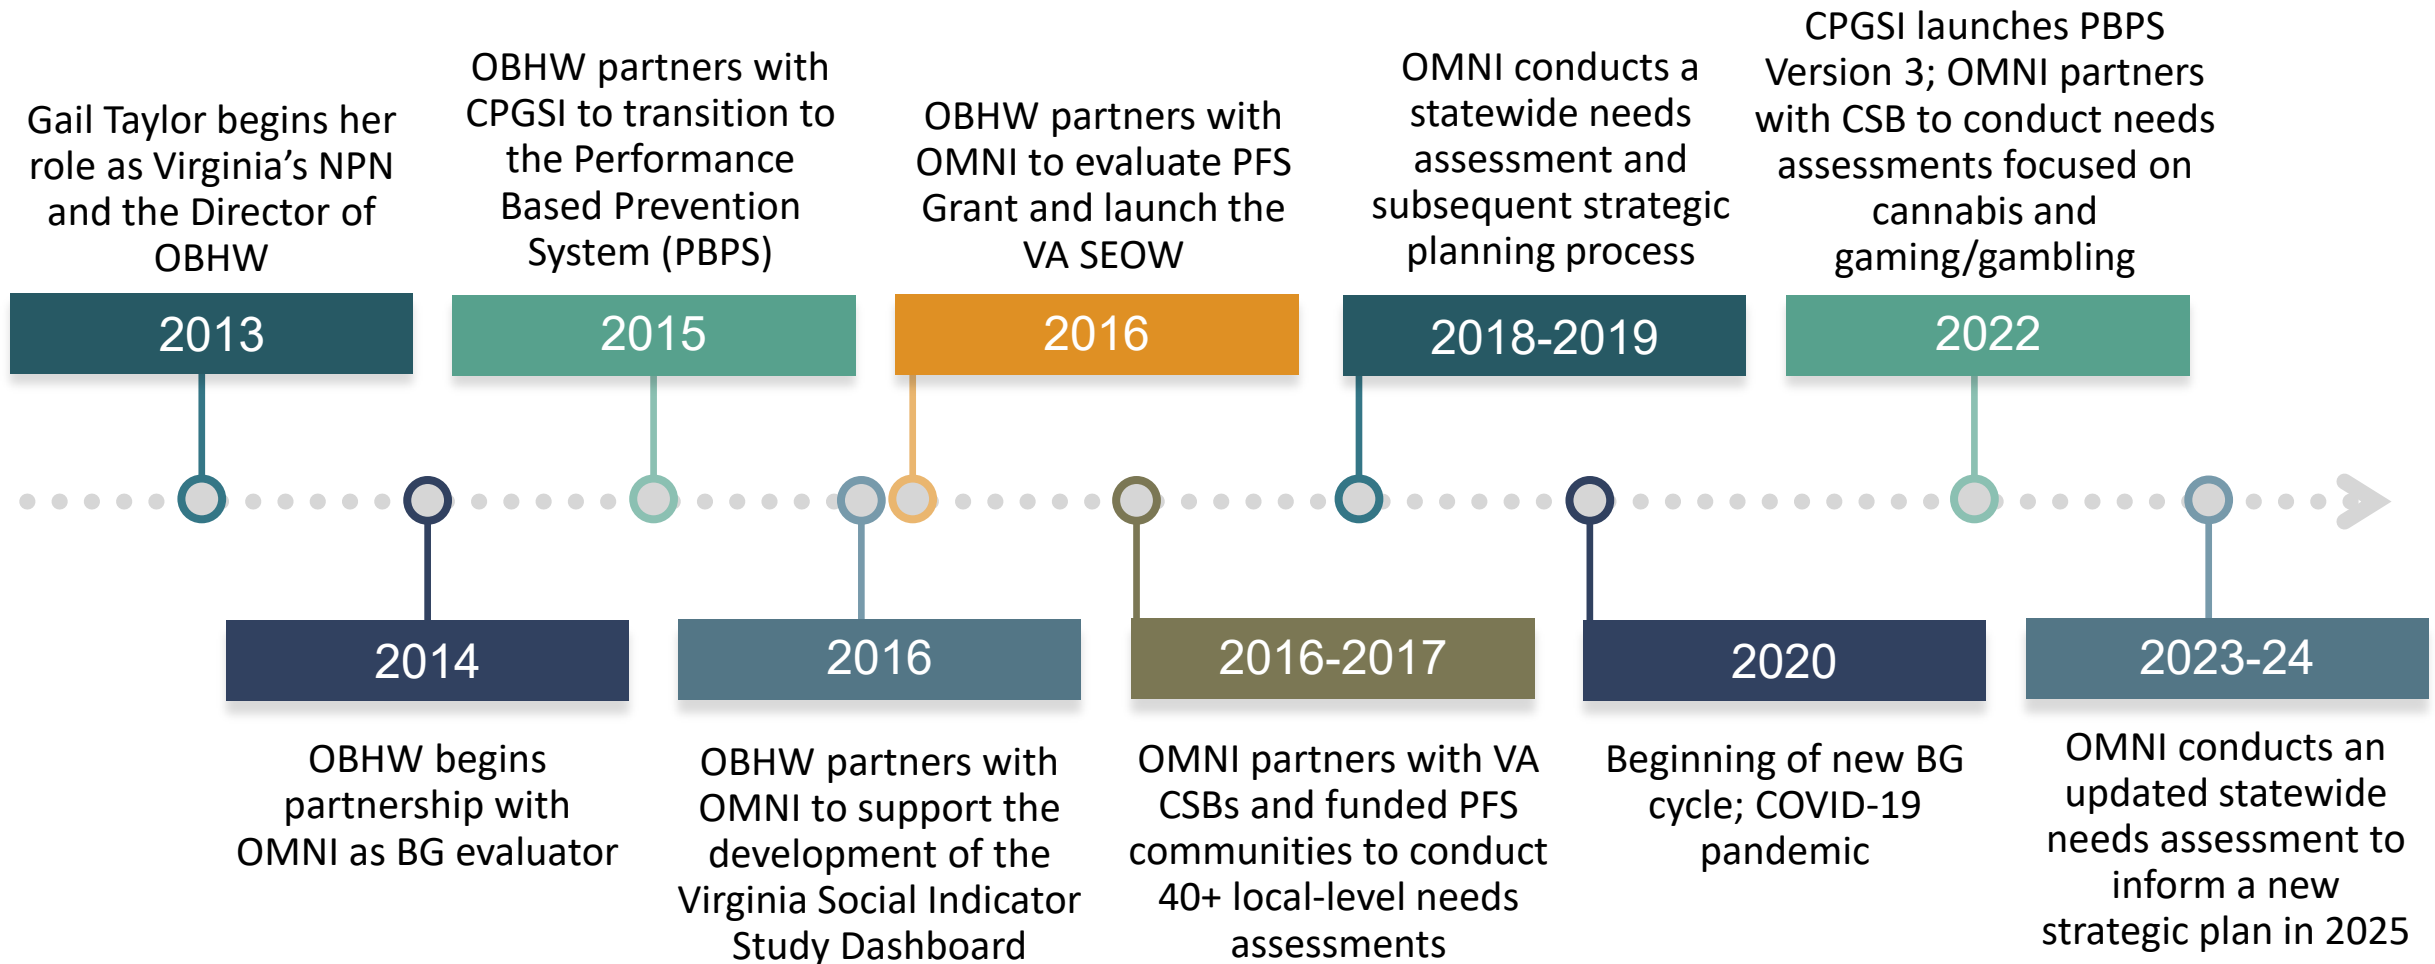 Gail Taylor begins her
role as Virginia’s NPN
and the Director of
OBHW
2013
OBHW partners with
CPGSI to transition to
the Performance
Based Prevention
System (PBPS)
2015
OBHW partners with
OMNI to evaluate PFS
Grant and launch the
VA SEOW
2016
OMNI conducts a
statewide needs
assessment and
subsequent strategic
planning process
2018-2019
CPGSI launches PBPS
Version 3; OMNI partners
with CSB to conduct needs
assessments focused on
cannabis and
gaming/gambling
2022
2014
OBHW begins
partnership with
OMNI as BG evaluator
2016
OBHW partners with
OMNI to support the
development of the
Virginia Social Indicator
Study Dashboard
2016-2017
OMNI partners with VA
CSBs and funded PFS
communities to conduct
40+ local-level needs
assessments
2020
Beginning of new BG
cycle; COVID-19
pandemic
2023-24
OMNI conducts an
updated statewide
needs assessment to
inform a new
strategic plan in 2025